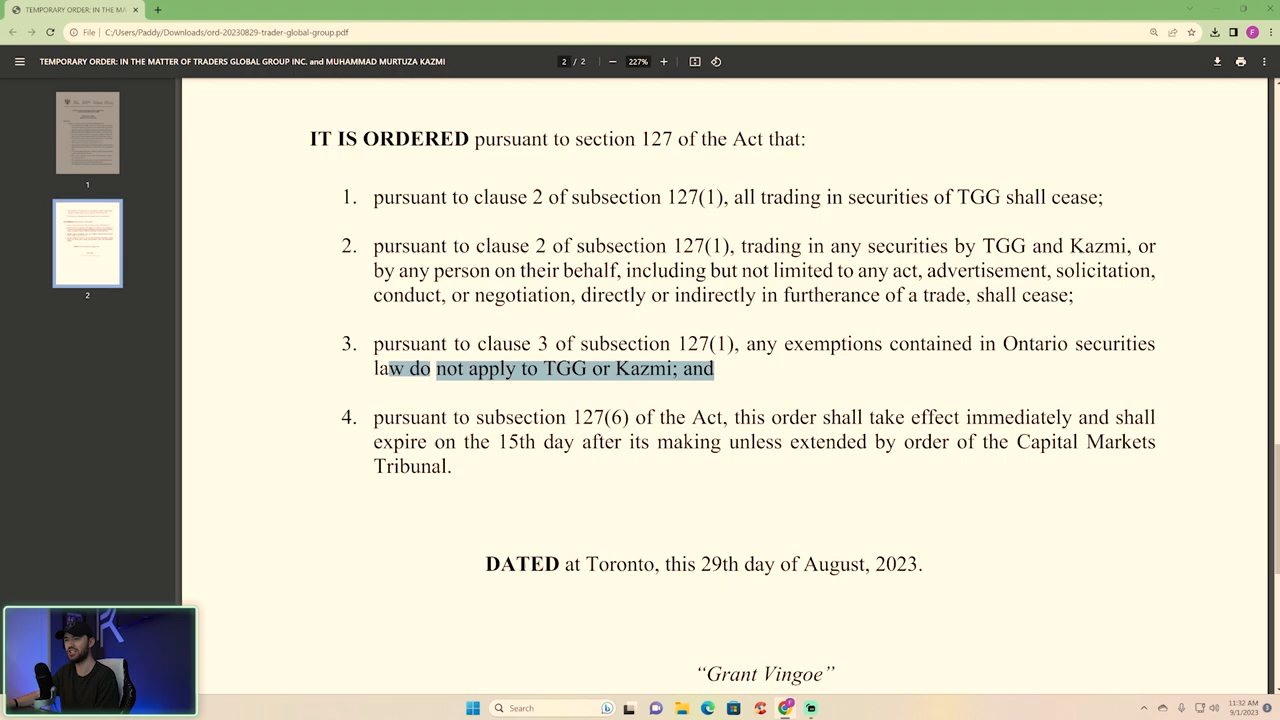 TEMPORARY ORDER: IN THE MA
File
C:/Users/Paddy/Downloads/ord-20230829-trader-global-group.pdf
F
TEMPORARY ORDER: IN THE MATTER OF TRADERS GLOBAL GROUP INC. and MUHAMMAD MURTUZA KAZMI
2 / 2
227%
1
2
IT IS ORDERED pursuant to section 127 of the Act that:
1. pursuant to clause 2 of subsection 127(1), all trading in securities of TGG shall cease;
2. pursuant to clause 2 of subsection 127(1), trading in any securities by TGG and Kazmi, or
by any person on their behalf, including but not limited to any act, advertisement, solicitation,
conduct, or negotiation, directly or indirectly in furtherance of a trade, shall cease;
3. pursuant to clause 3 of subsection 127(1), any exemptions contained in Ontario securities
law do not apply to TGG or Kazmi; and
4. pursuant to subsection 127(6) of the Act, this order shall take effect immediately and shall
expire on the 15th day after its making unless extended by order of the Capital Markets
Tribunal.
DATED at Toronto, this 29th day of August, 2023.
“Grant Vingoe”
Search
11:32 AM
9/1/2023